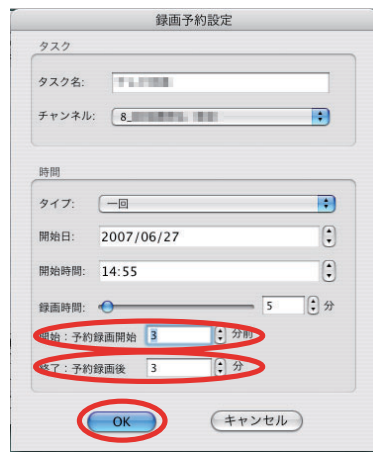 録画予約設定
タスク
タスク名:
チャンネル: 8_
時間
タイプ: 一回
開始日: 2007/06/27
開始時間: 14:55
録画時間: 5 分
開始：予約録画開始 3 分前
終了：予約録画後 3 分
OK キャンセル